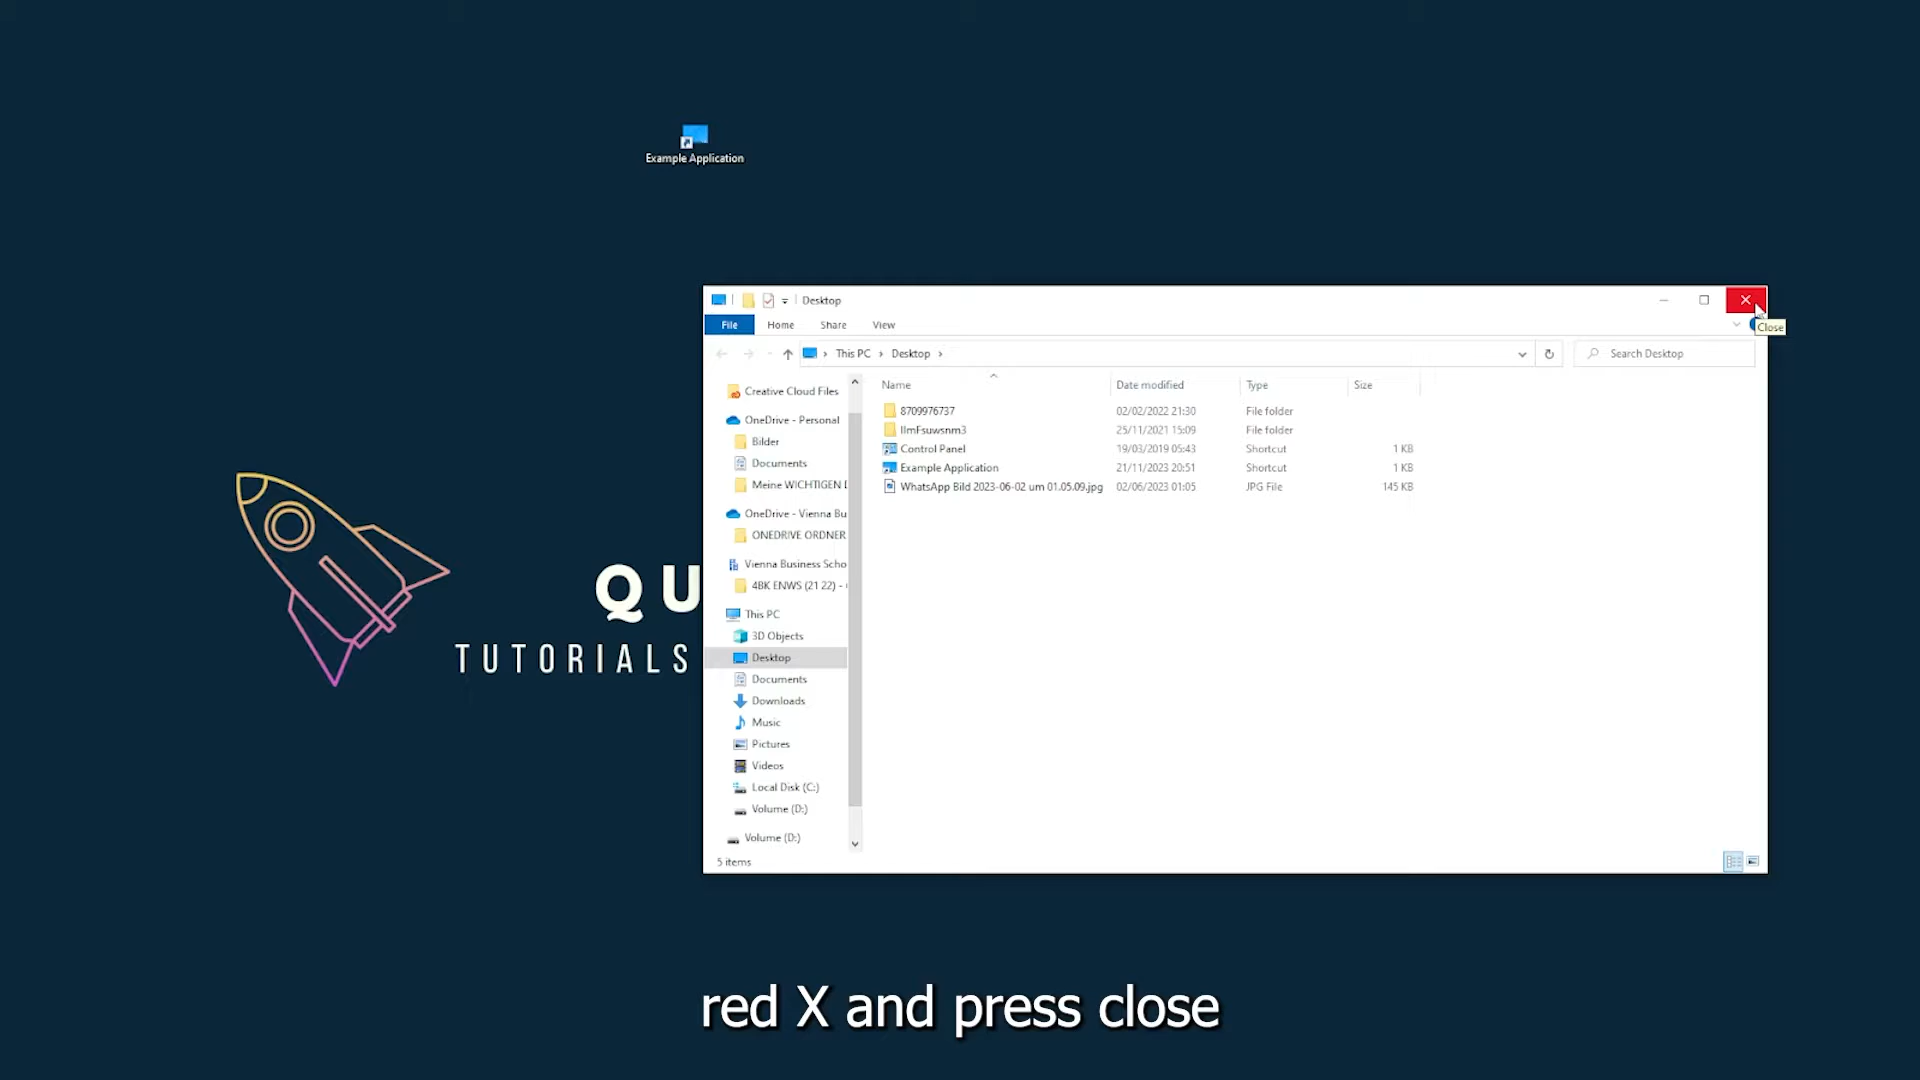 Example Application
Desktop
Close
File Home Share View
This PC Desktop
Search Desktop
Name Date modified Type Size
8709976737 02/02/2022 21:30 File folder
25/11/2021 15:09 File folder
Control Panel 19/03/2019 05:43 Shortcut 1 KB
Example Application 21/11/2023 20:51 Shortcut 1 KB
WhatsApp Bild 2023-06-02 um 01.05.09.jpg 02/06/2023 01:05 JPG File 145 KB
Creative Cloud Files
OneDrive - Personal
Bilder
Documents
Meine WICHTIGEN
OneDrive - Vienna Bu
ONEDRIVE ORDNER
Vienna Business Scho
4BK ENWS (21 22) -
This PC
3D Objects
Desktop
Documents
Downloads
Music
Pictures
Videos
Local Disk (C:)
Volume (D:)
Volume (D:)
5 items
QU
TUTORIALS
red X and press close